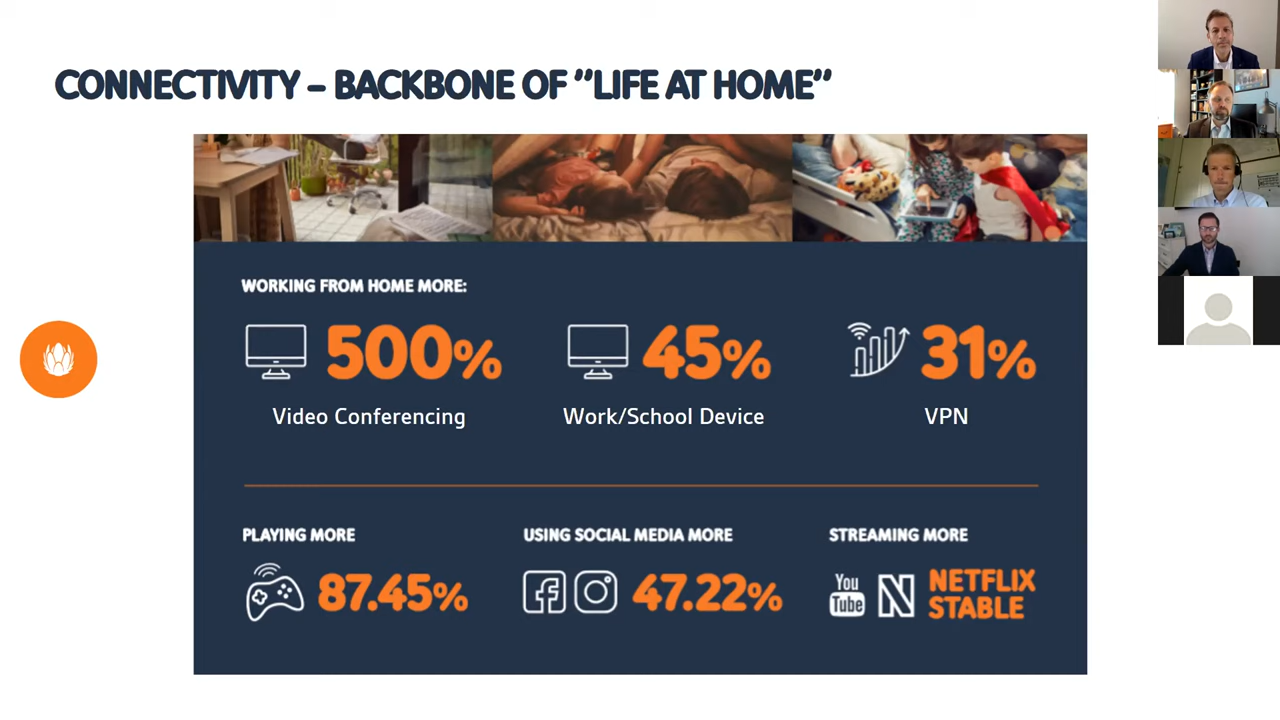 CONNECTIVITY – BACKBONE OF "LIFE AT HOME"
WORKING FROM HOME MORE:
500% 45% 31%
Video Conferencing Work/School Device VPN
PLAYING MORE USING SOCIAL MEDIA MORE STREAMING MORE
87.45% 47.22% You Tube N NETFLIX
STABLE